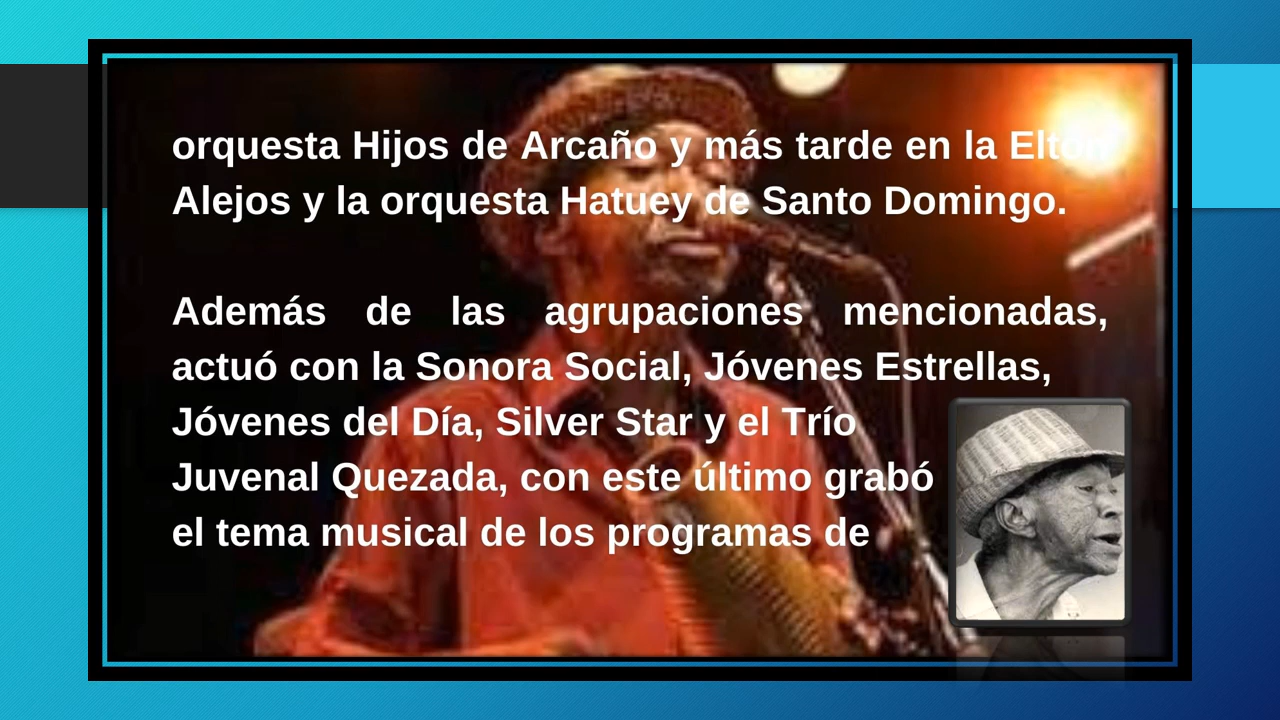 orquesta Hijos de Arcaño y más tarde en la Elton
Alejos y la orquesta Hatuey de Santo Domingo.
Además de las agrupaciones mencionadas,
actuó con la Sonora Social, Jóvenes Estrellas,
Jóvenes del Día, Silver Star y el Trío
Juvenal Quezada, con este último grabó
el tema musical de los programas de